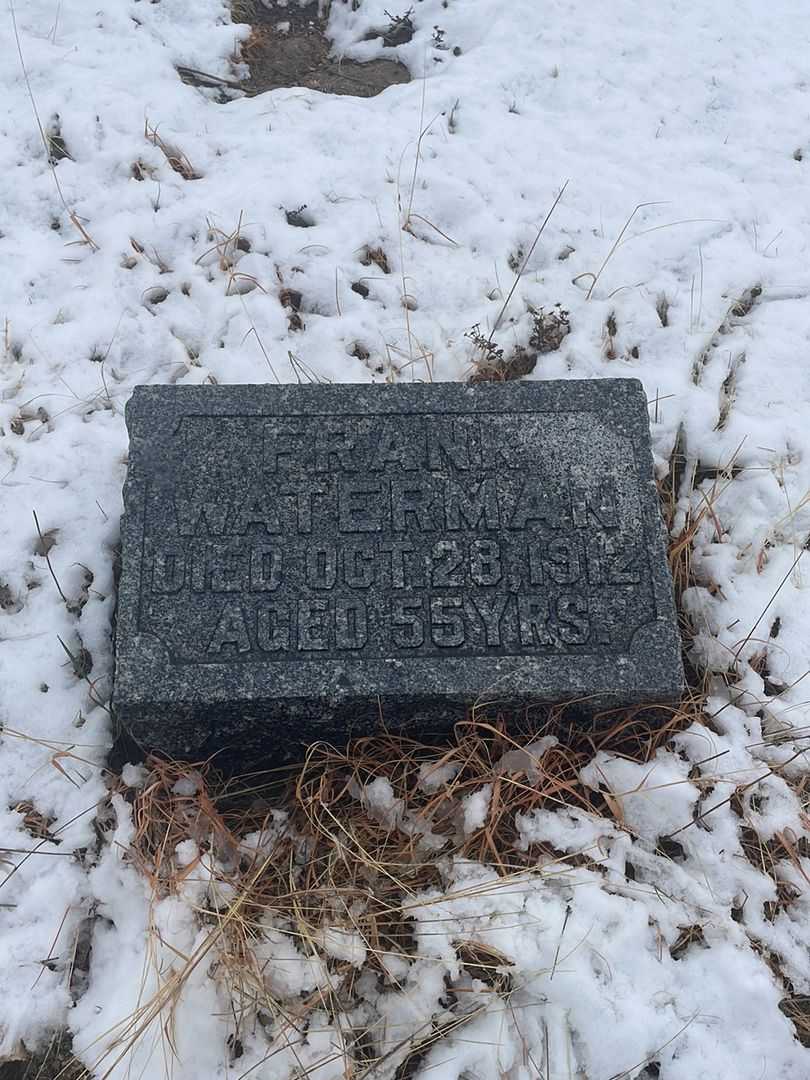 FRANK
WATERMAN
DIED OCT. 28, 1912
AGED 55 YRS.